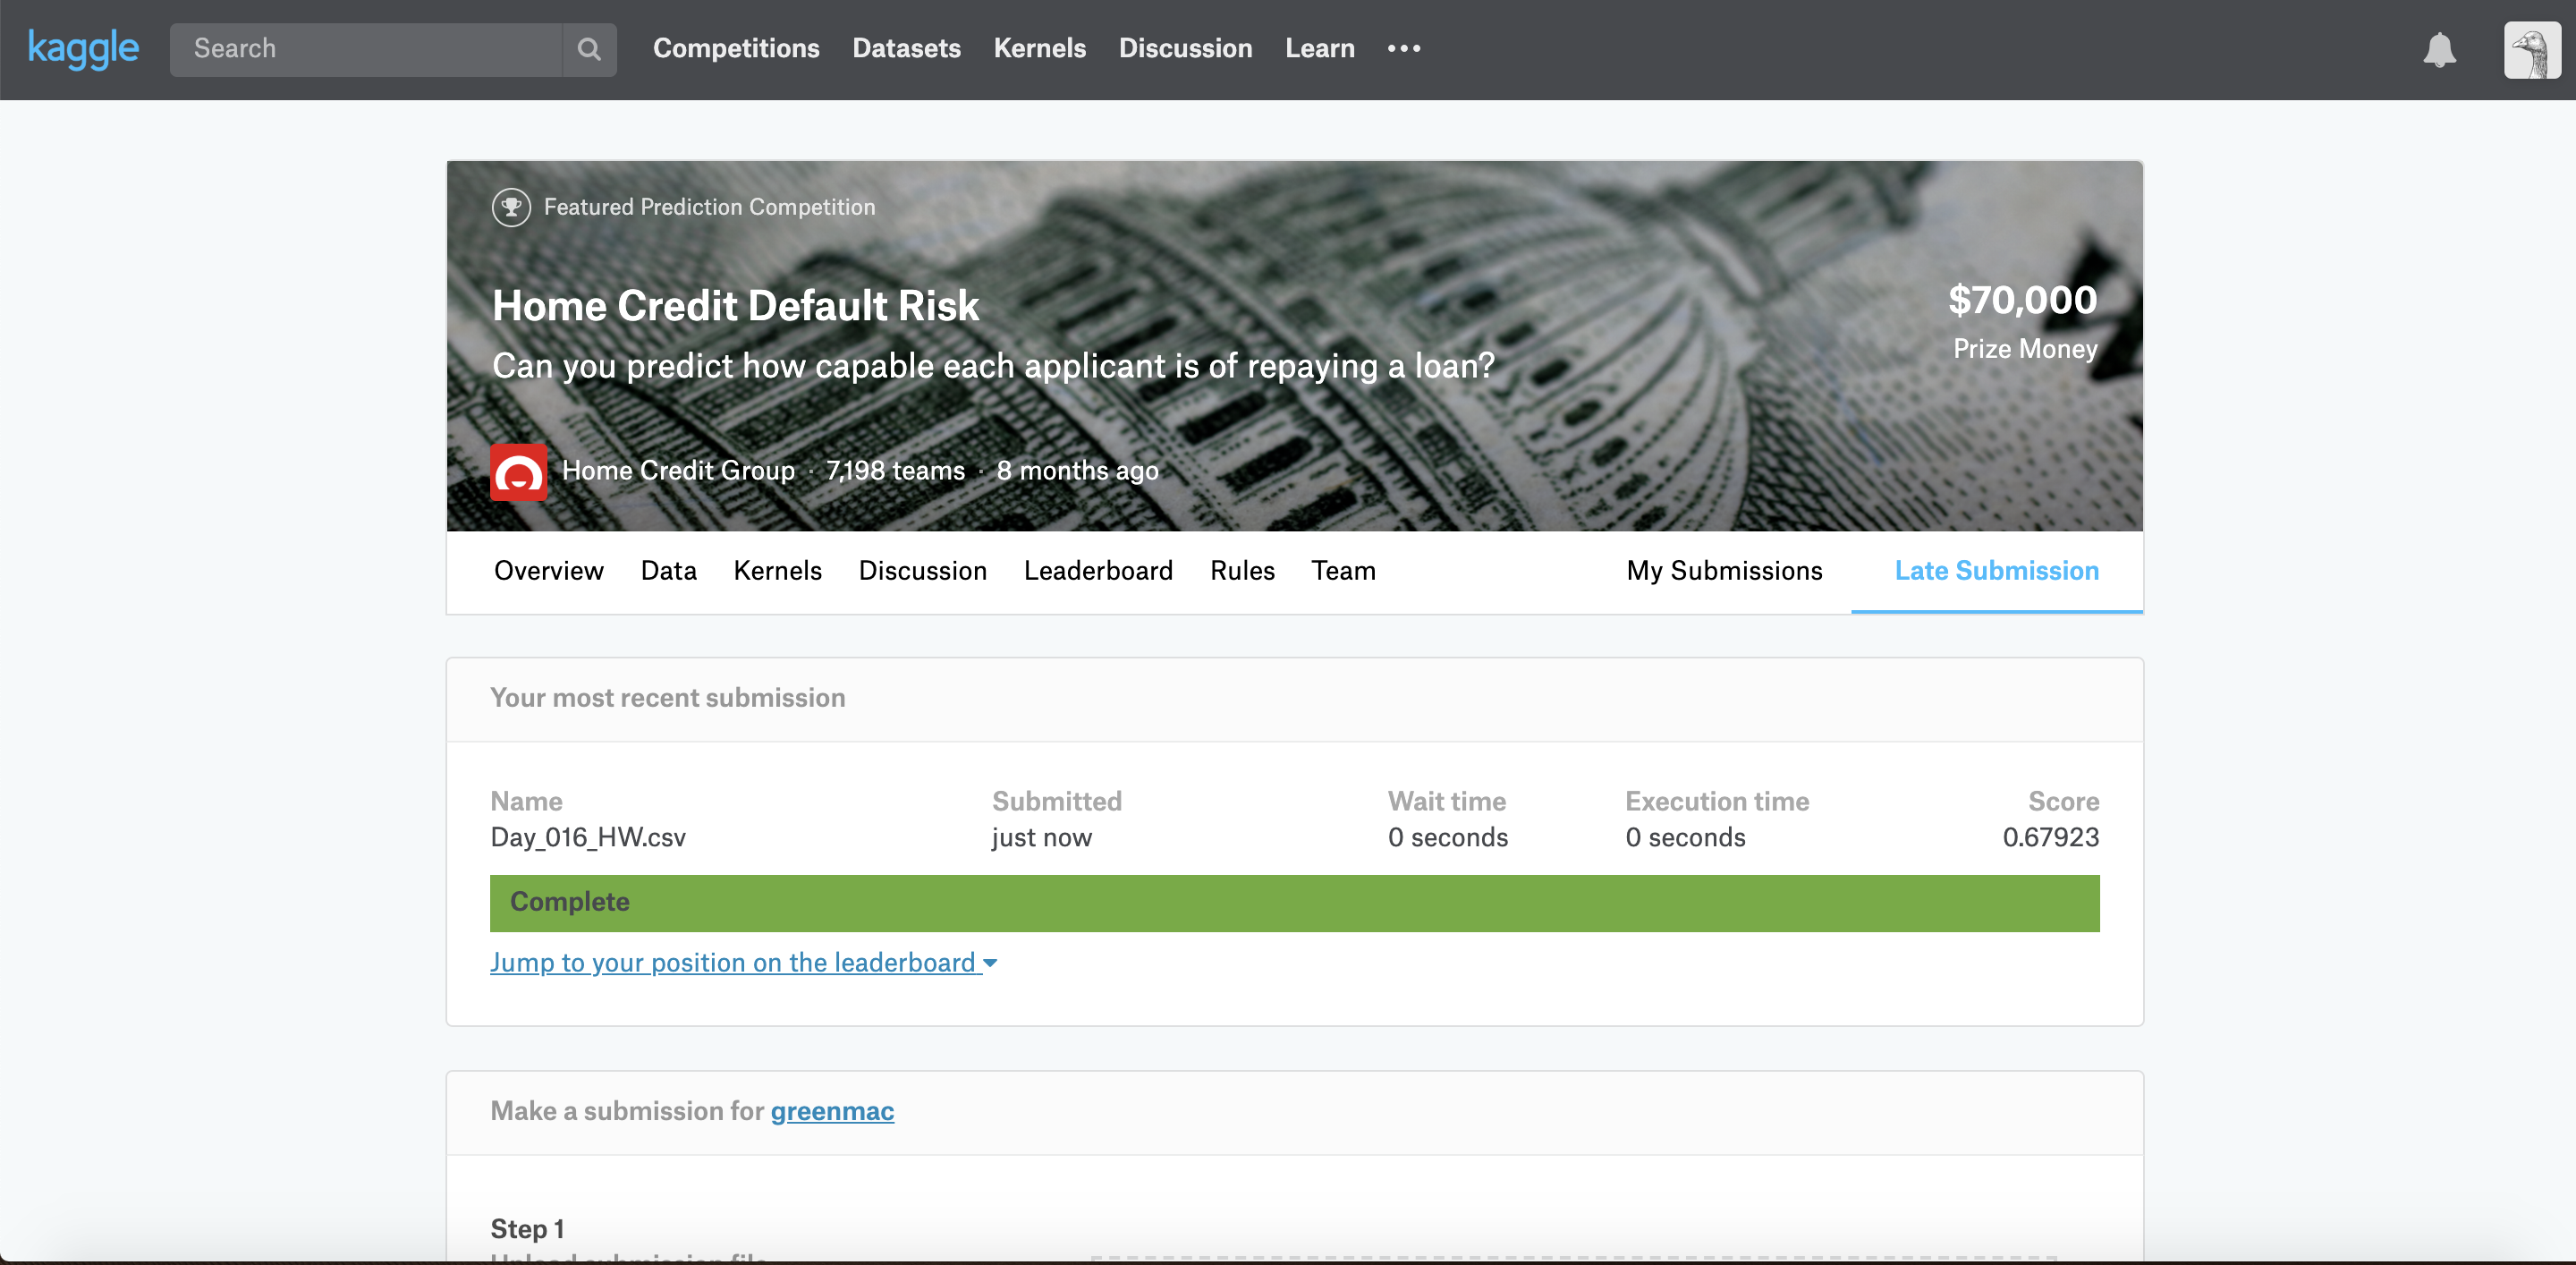 kaggle Search Competitions Datasets Kernels Discussion Learn
Featured Prediction Competition
Home Credit Default Risk
$70,000
Can you predict how capable each applicant is of repaying a loan?
Prize Money
Home Credit Group · 7,198 teams · 8 months ago
Overview Data Kernels Discussion Leaderboard Rules Team My Submissions Late Submission
Your most recent submission
Name Submitted Wait time Execution time Score
Day_016_HW.csv just now 0 seconds 0 seconds 0.67923
Complete
Jump to your position on the leaderboard
Make a submission for greenmac
Step 1
Upload submission file